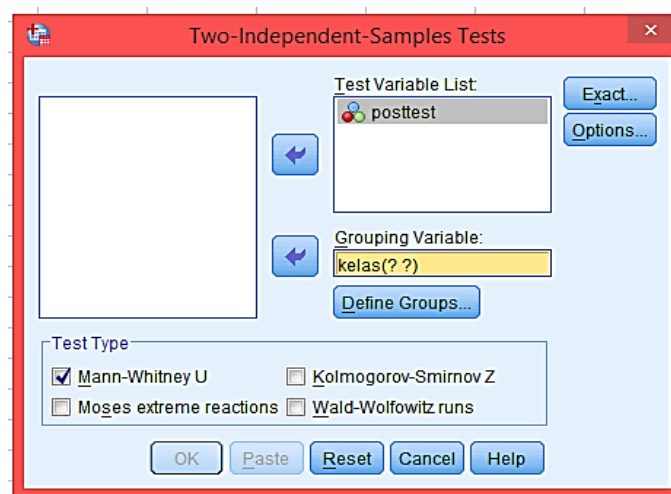 Two-Independent-Samples Tests
Test Variable List:
posttest
Exact...
Options...
Grouping Variable:
kelas(? ?)
Define Groups...
Test Type
Mann-Whitney U
Kolmogorov-Smirnov Z
Moses extreme reactions
Wald-Wolfowitz runs
OK
Paste
Reset
Cancel
Help